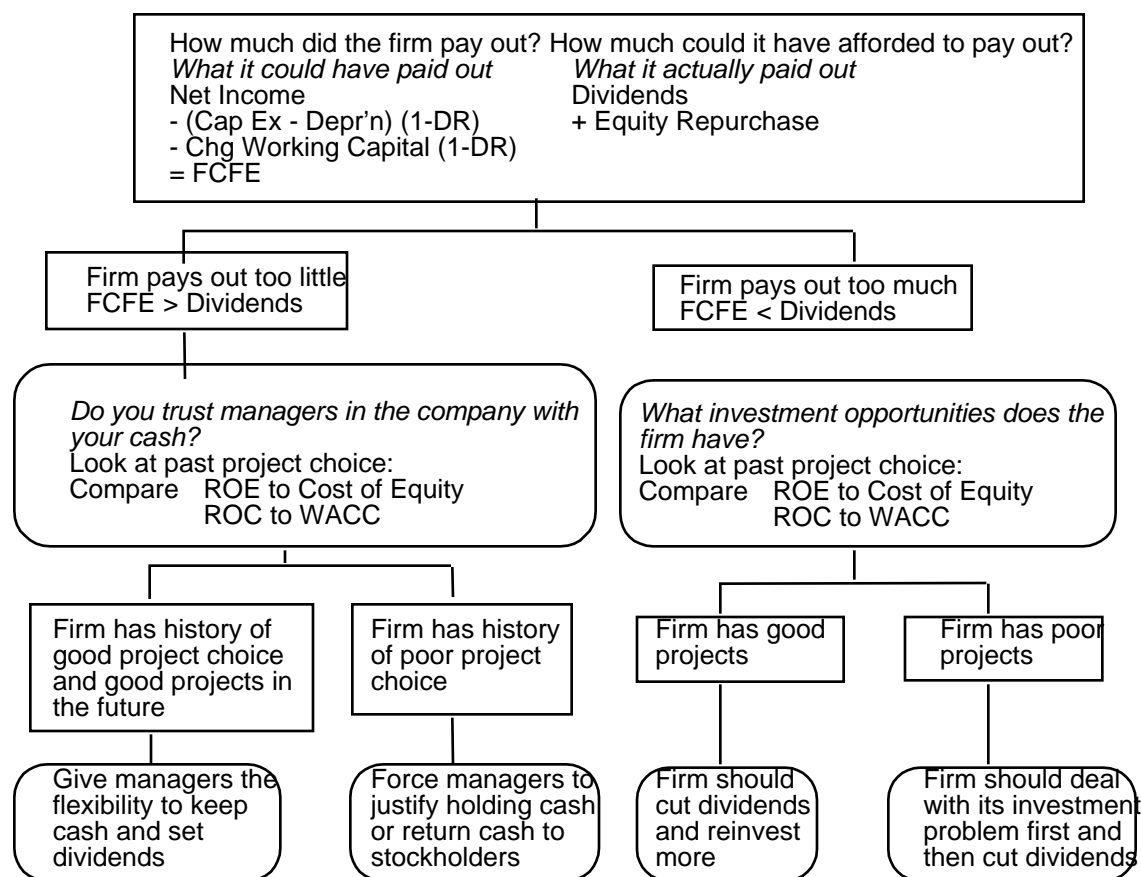 How much did the firm pay out? How much could it have afforded to pay out?
What it could have paid out
Net Income
- (Cap Ex - Depr'n) (1-DR)
- Chg Working Capital (1-DR)
= FCFE
What it actually paid out
Dividends
+ Equity Repurchase
Firm pays out too little
FCFE > Dividends
Firm pays out too much
FCFE < Dividends
Do you trust managers in the company with
your cash?
Look at past project choice:
Compare ROE to Cost of Equity
ROC to WACC
What investment opportunities does the
firm have?
Look at past project choice:
Compare ROE to Cost of Equity
ROC to WACC
Firm has history of
good project choice
and good projects in
the future
Firm has history
of poor project
choice
Firm has good
projects
Firm has poor
projects
Give managers the
flexibility to keep
cash and set
dividends
Force managers to
justify holding cash
or return cash to
stockholders
Firm should
cut dividends
and reinvest
more
Firm should deal
with its investment
problem first and
then cut dividends